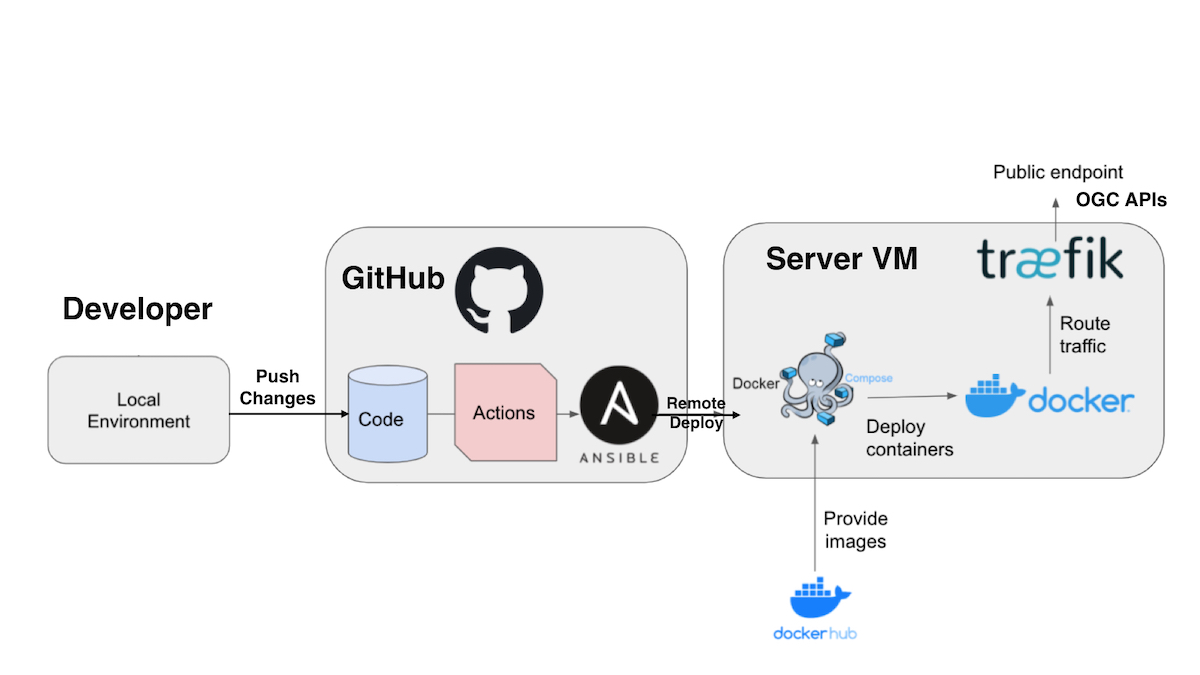 Public endpoint
OGC APIs
Server VM
træfik
GitHub
Developer
Route
traffic
Push
Changes
Local
Environment
Code
Actions
ANSIBLE
Remote
Deploy
Docker
Compose
docker
Deploy
containers
Provide
images
dockerhub